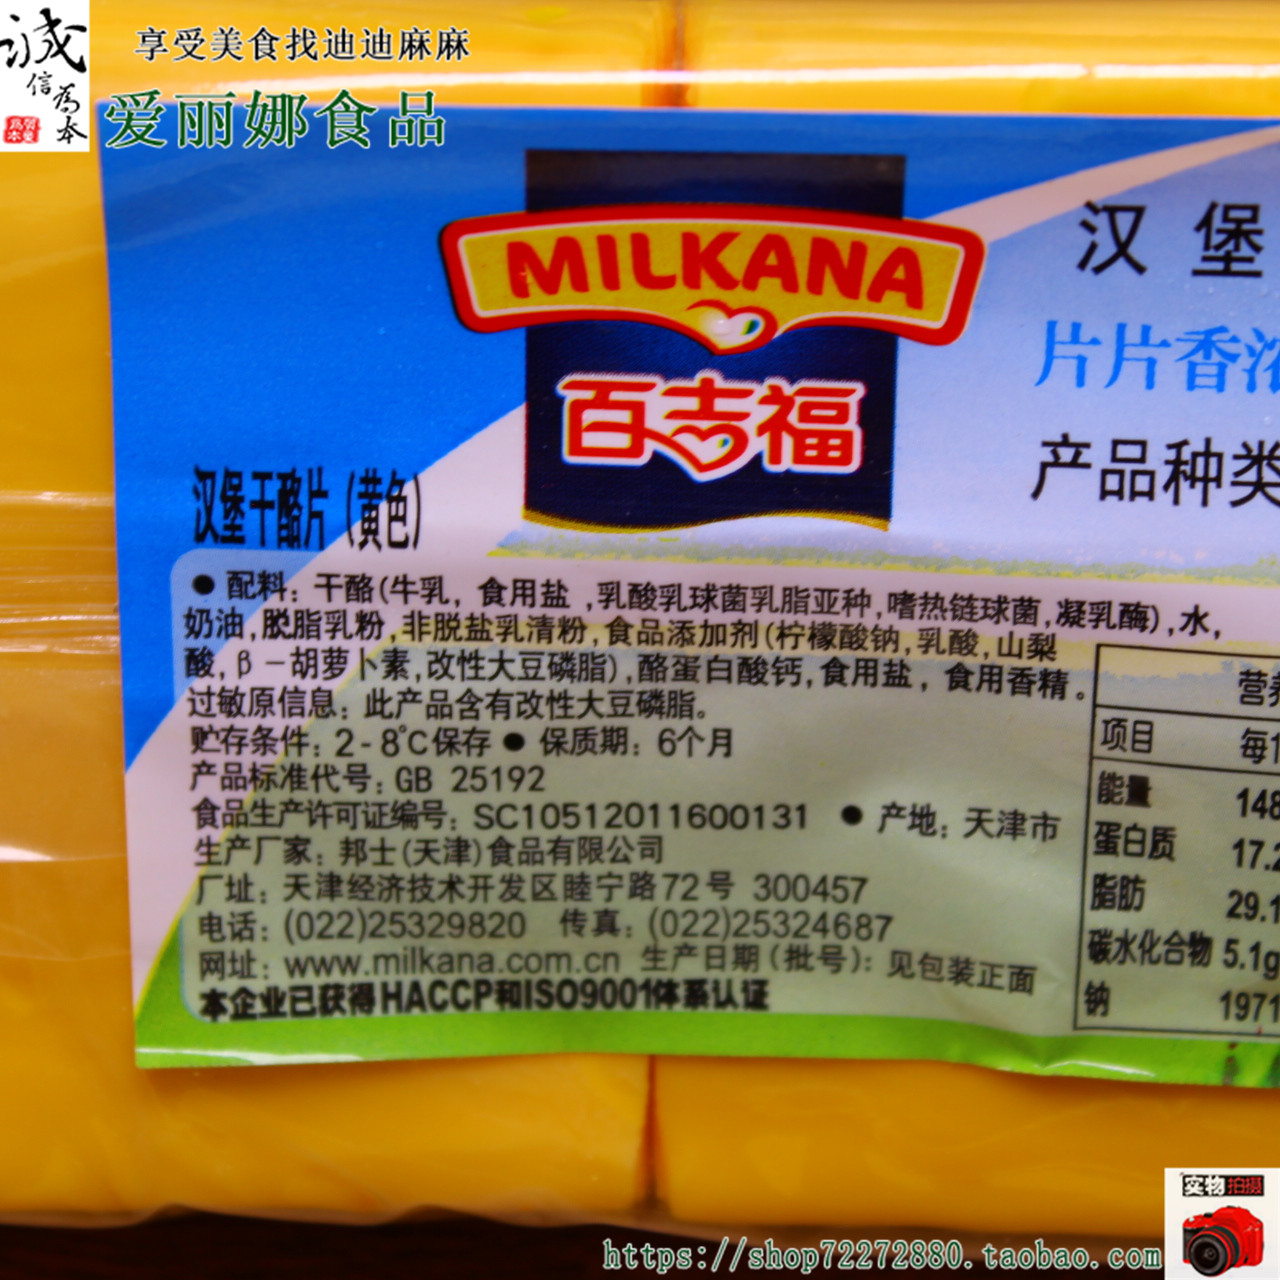 诚
信
为
本
享受美食找迪迪麻麻
爱丽娜食品
MILKANA
百吉福
汉堡
片片香浓
产品种类
汉堡干酪片（黄色）
● 配料：干酪(牛乳，食用盐,乳酸乳球菌乳脂亚种,嗜热链球菌,凝乳酶),水,
奶油,脱脂乳粉,非脱盐乳清粉,食品添加剂(柠檬酸钠,乳酸,山梨
酸,β－胡萝卜素,改性大豆磷脂),酪蛋白酸钙,食用盐，食用香精。
过敏原信息：此产品含有改性大豆磷脂。
贮存条件：2-8℃保存 ● 保质期：6个月
产品标准代号：GB 25192
食品生产许可证编号：SC10512011600131 ● 产地：天津市
生产厂家：邦士(天津)食品有限公司
厂址：天津经济技术开发区睦宁路72号 300457
电话：(022)25329820 传真：(022)25324687
网址：www.milkana.com.cn 生产日期(批号)：见包装正面
本企业已获得HACCP和ISO9001体系认证
营养
项目 每1
能量 148
蛋白质 17.2
脂肪 29.1
碳水化合物 5.1g
钠 1971
实物拍摄
https://shop72272880.taobao.com